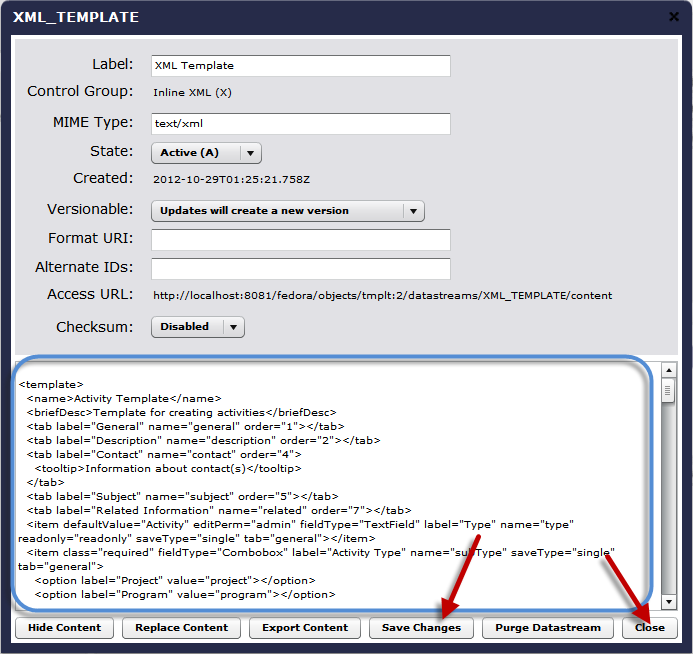 XML_TEMPLATE
Label: XML Template
Control Group: Inline XML (X)
MIME Type: text/xml
State: Active (A)
Created: 2012-10-29T01:25:21.758Z
Versionable: Updates will create a new version
Format URI:
Alternate IDs:
Access URL: http://localhost:8081/fedora/objects/tmplt:2/datastreams/XML_TEMPLATE/content
Checksum: Disabled
<template>
<name>Activity Template</name>
<briefDesc>Template for creating activities</briefDesc>
<tab label="General" name="general" order="1"></tab>
<tab label="Description" name="description" order="2"></tab>
<tab label="Contact" name="contact" order="4">
<tooltip>Information about contact(s)</tooltip>
</tab>
<tab label="Subject" name="subject" order="5"></tab>
<tab label="Related Information" name="related" order="7"></tab>
<item defaultValue="Activity" editPerm="admin" fieldType="TextField" label="Type" name="type"
readonly="readonly" saveType="single" tab="general"></item>
<item class="required" fieldType="Combobox" label="Activity Type" name="subType" saveType="single"
tab="general">
<option label="Project" value="project"></option>
<option label="Program" value="program"></option>
Hide Content Replace Content Export Content Save Changes Purge Datastream Close